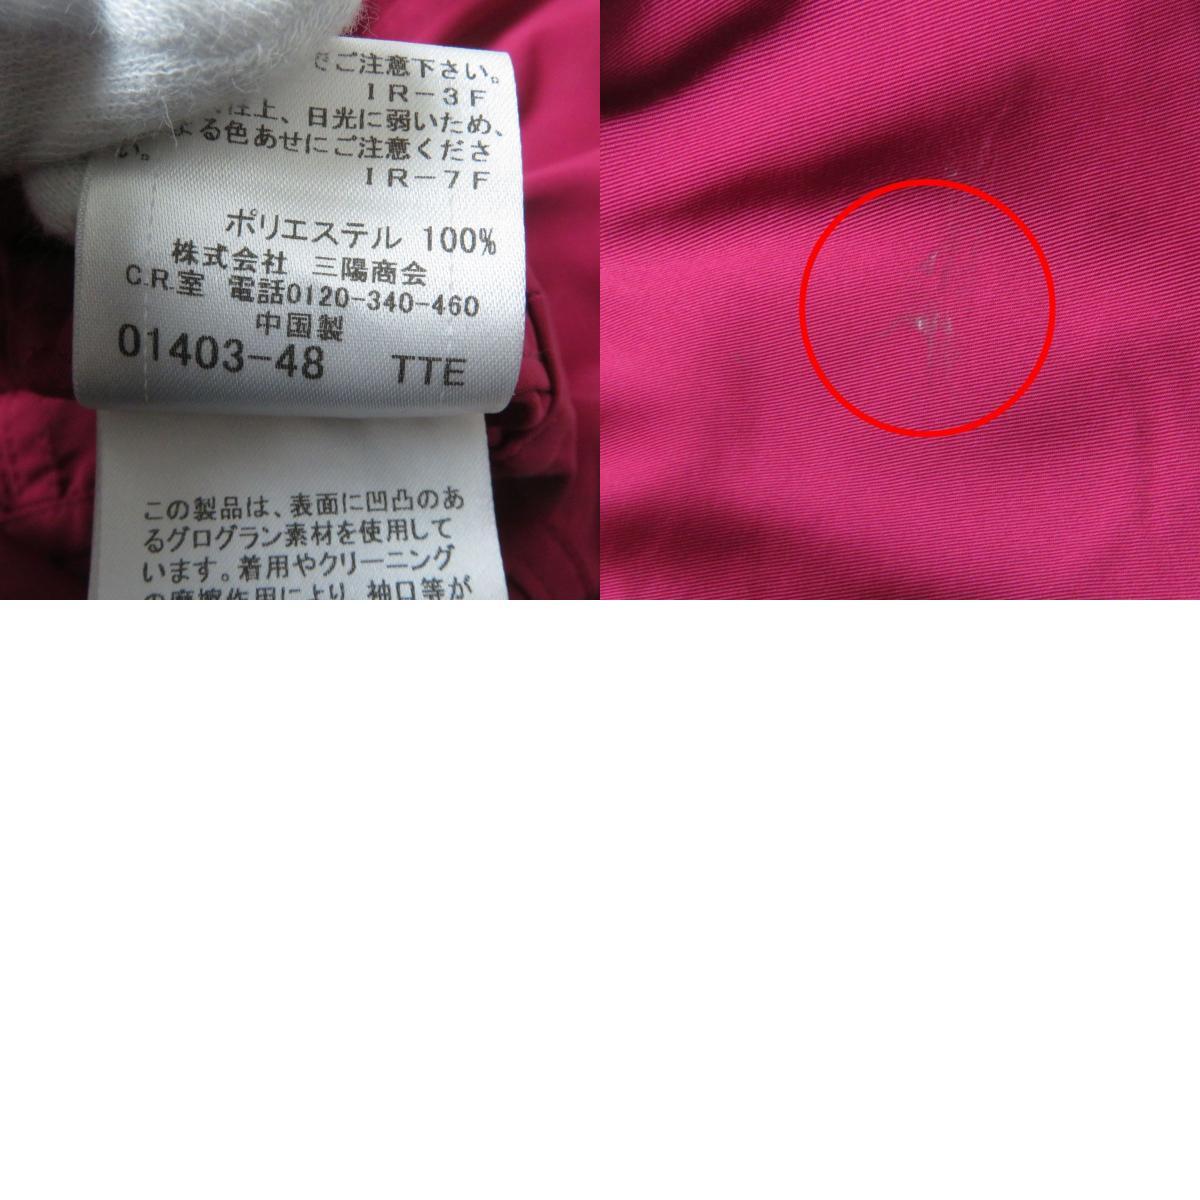 ご注意下さい。
IR-3F
上、日光に弱いため、
よる色あせにご注意くださ
い。
IR-7F
ポリエステル 100%
株式会社 三陽商会
C.R.室 電話0120-340-460
中国製
01403-48 TTE
この製品は、表面に凹凸のあ
るグログラン素材を使用して
います。着用やクリーニング
の摩擦作用により、袖口等が